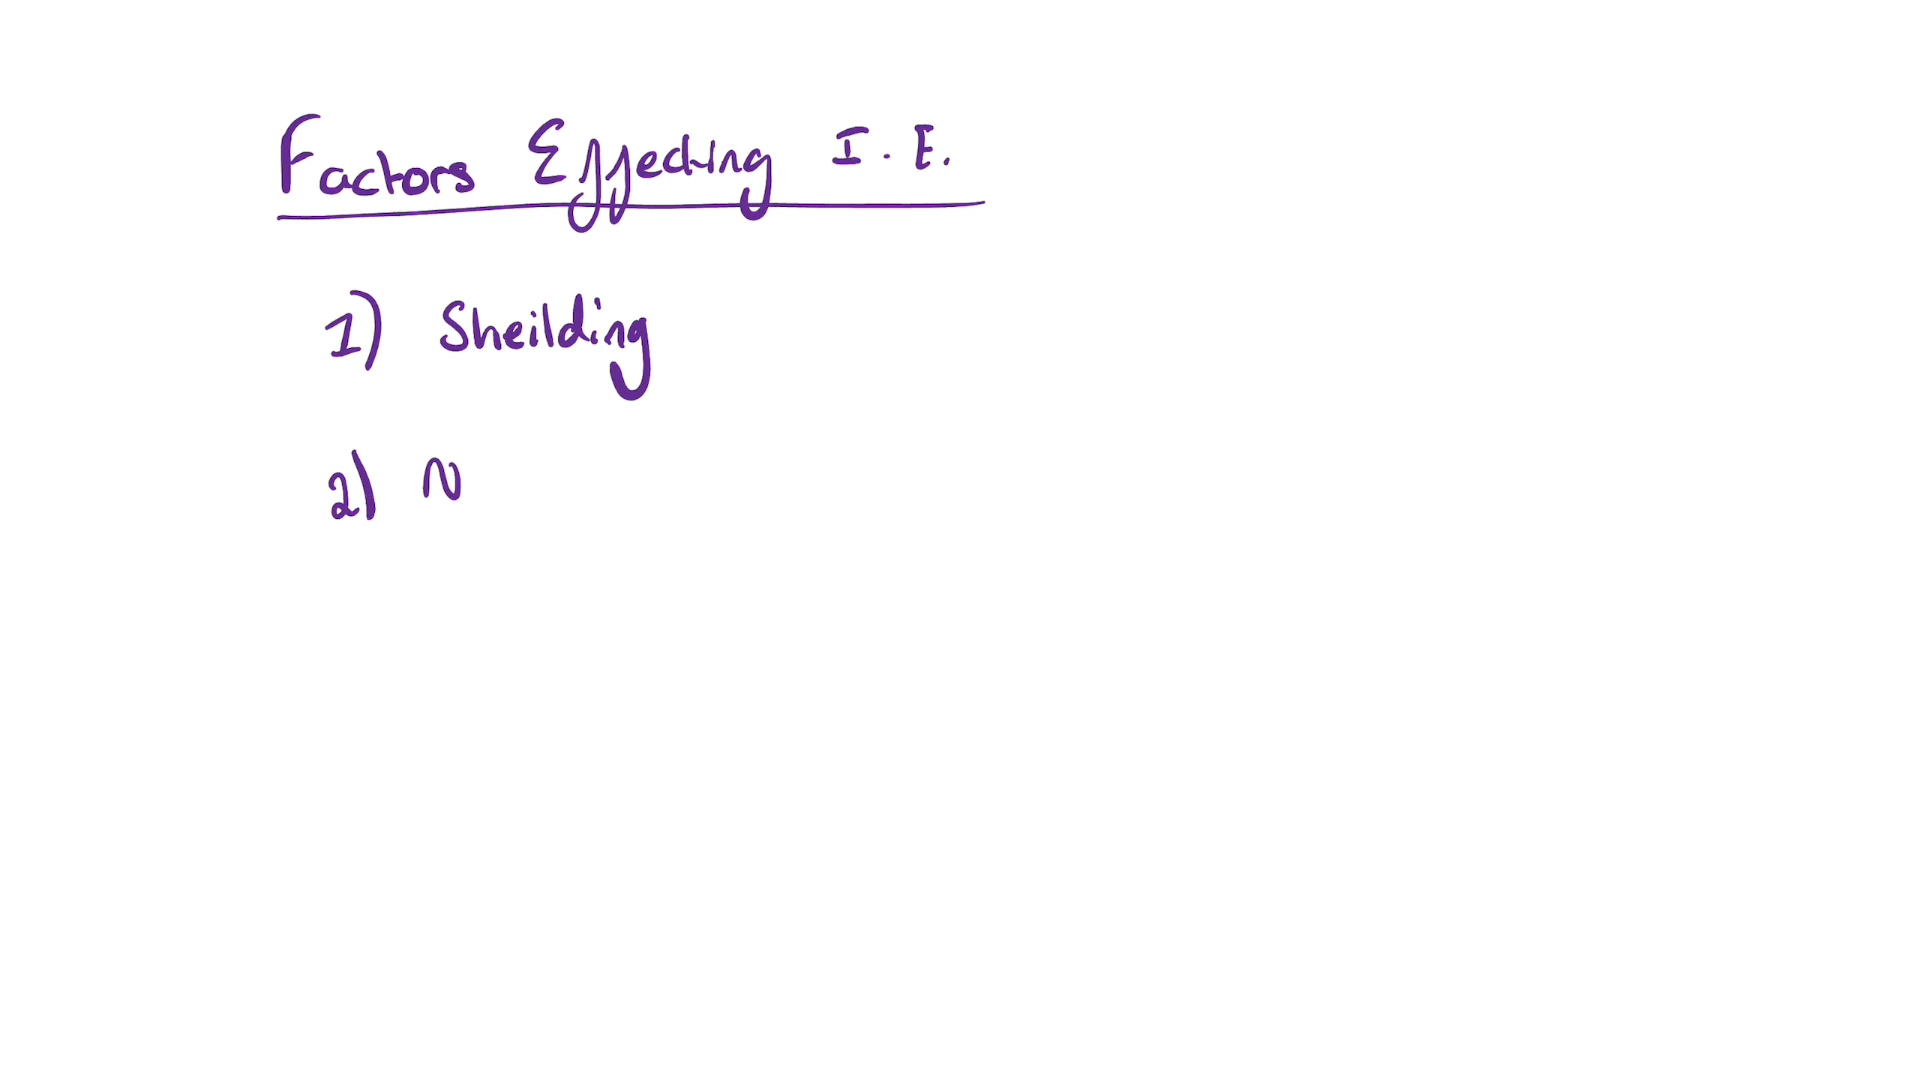 Factors Effecting I.E.
1) Sheilding
2) N